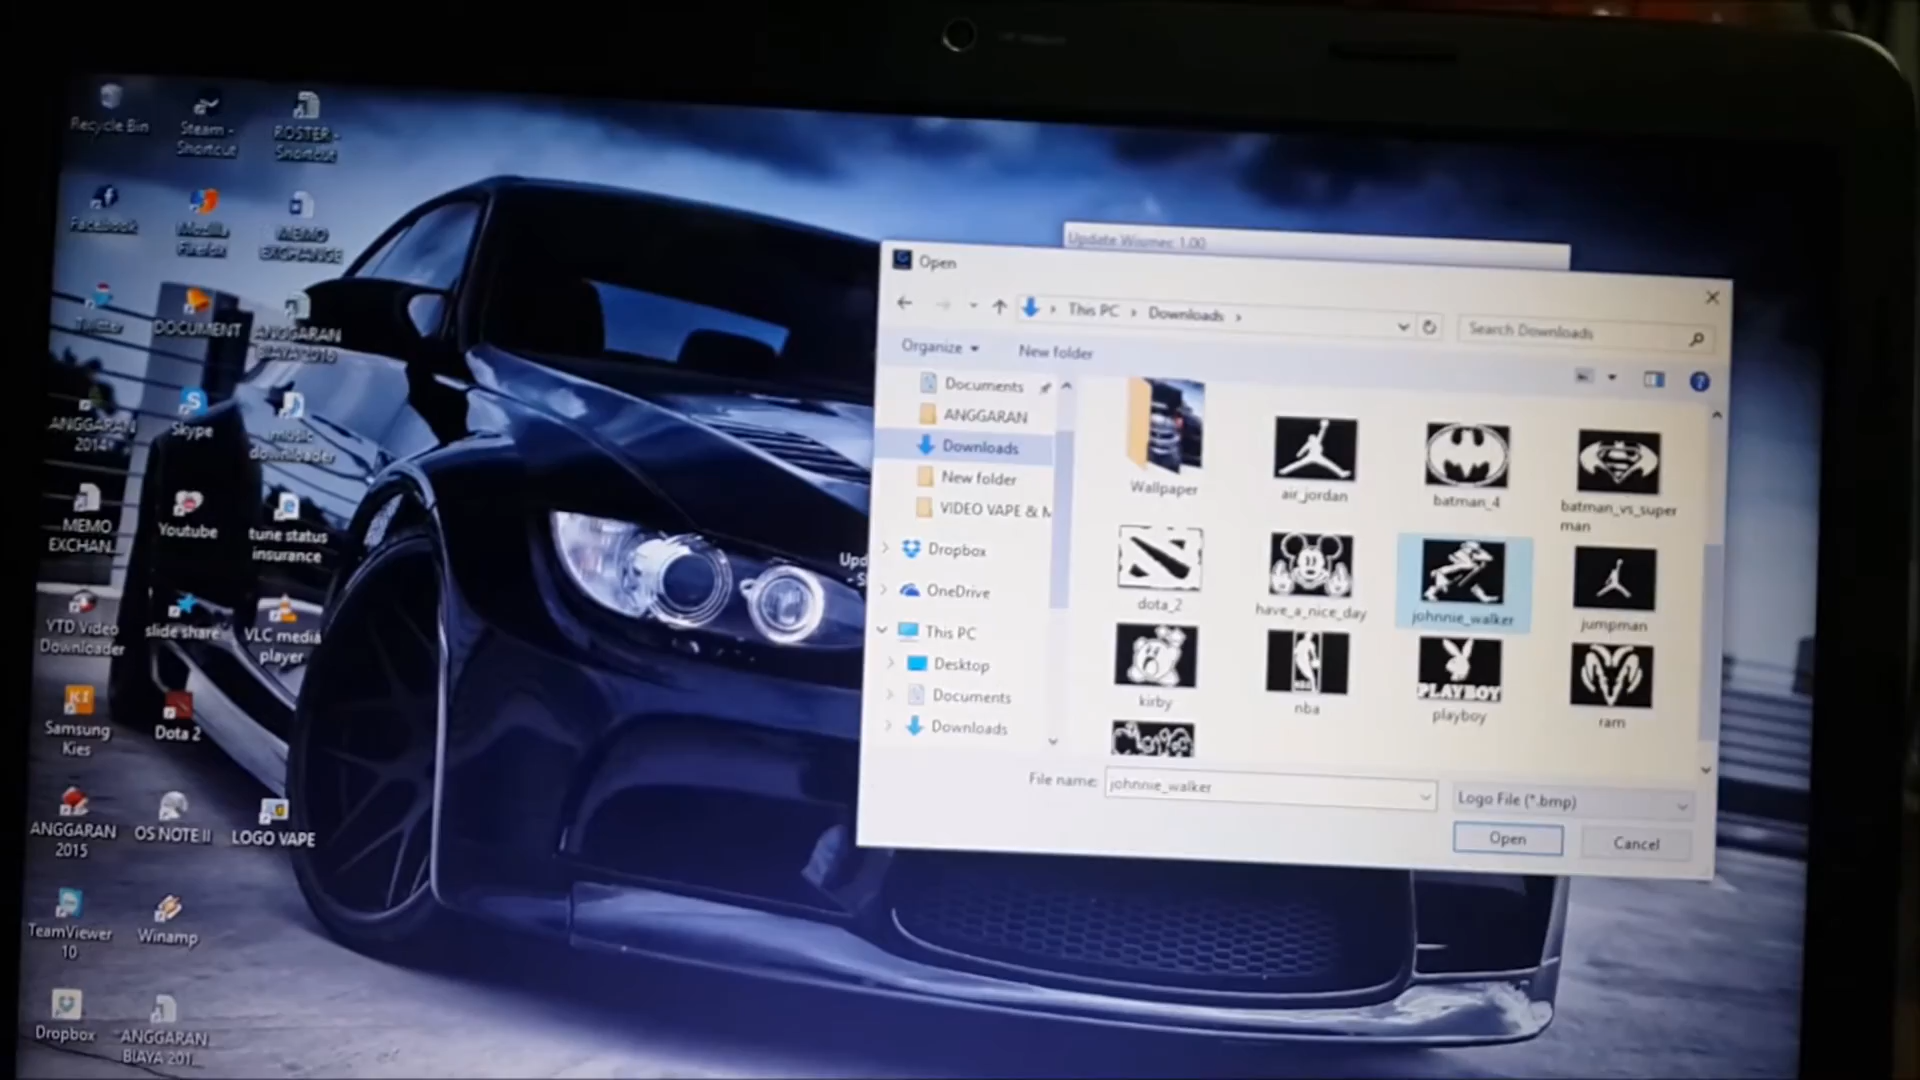 Recycle Bin
Steam -
Shortcut
ROSTER -
Shortcut
Facebook
Mozilla
Firefox
MEMO
EXCHANGE
Twitter
DOCUMENT
ANGGARAN
BIAYA 2016
ANGGARAN
2014
Skype
music
downloader
MEMO
EXCHAN...
Youtube
tune status
insurance
YTD Video
Downloader
slide share
VLC media
player
Samsung
Kies
Dota 2
ANGGARAN
2015
OS NOTE II
LOGO VAPE
TeamViewer
10
Winamp
Dropbox
ANGGARAN
BIAYA 201...
Update Wismec 1.00
Open
This PC
Downloads
Search Downloads
Organize
New folder
Documents
ANGGARAN
Downloads
New folder
VIDEO VAPE & M
Dropbox
OneDrive
This PC
Desktop
Documents
Downloads
Wallpaper
air_jordan
batman_4
batman_vs_super
man
dota_2
have_a_nice_day
johnnie_walker
jumpman
kirby
nba
PLAYBOY
playboy
ram
File name:
johnnie_walker
Logo File (*.bmp)
Open
Cancel